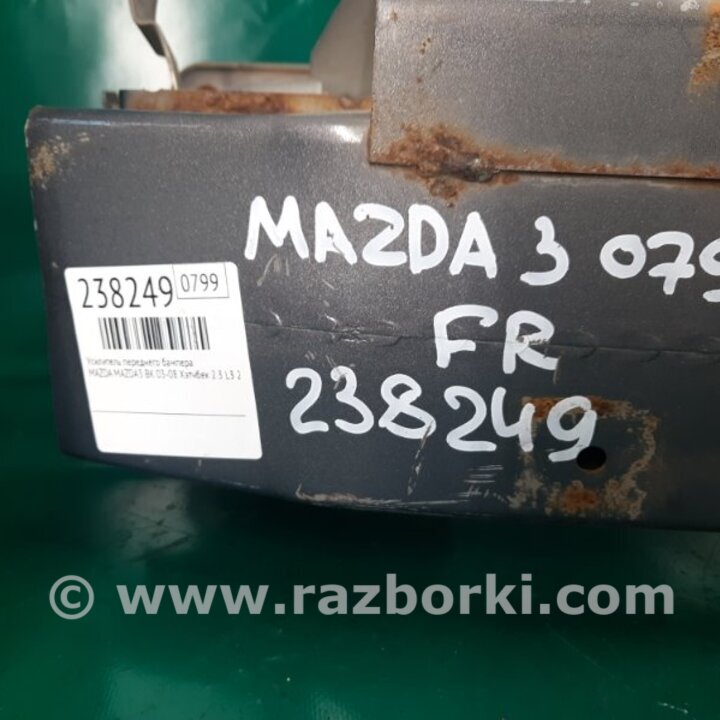 MAZDA 3 079
FR
238249
238249 0799
Усилитель переднего бампера
MAZDA MAZDA3 BK 03-08 Хэтчбек 2.3 L3 2
© www.razborki.com